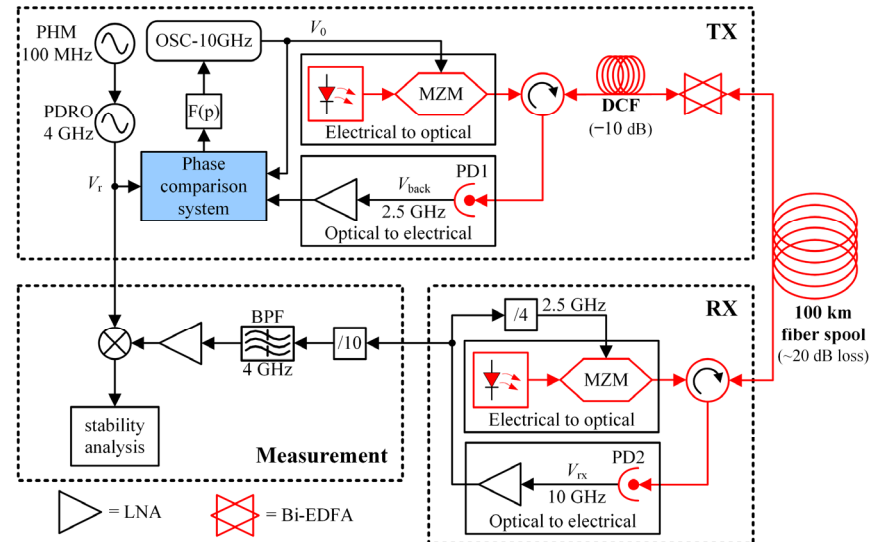 PHM
100 MHz
OSC-10GHz
V0
TX
PDRO
4 GHz
F(p)
MZM
Electrical to optical
DCF
(−10 dB)
Vr
Phase
comparison
system
Vback
2.5 GHz
PD1
Optical to electrical
100 km
fiber spool
(~20 dB loss)
BPF
4 GHz
/10
stability
analysis
Measurement
/4
2.5 GHz
RX
MZM
Electrical to optical
Vrx
10 GHz
PD2
Optical to electrical
= LNA
= Bi-EDFA